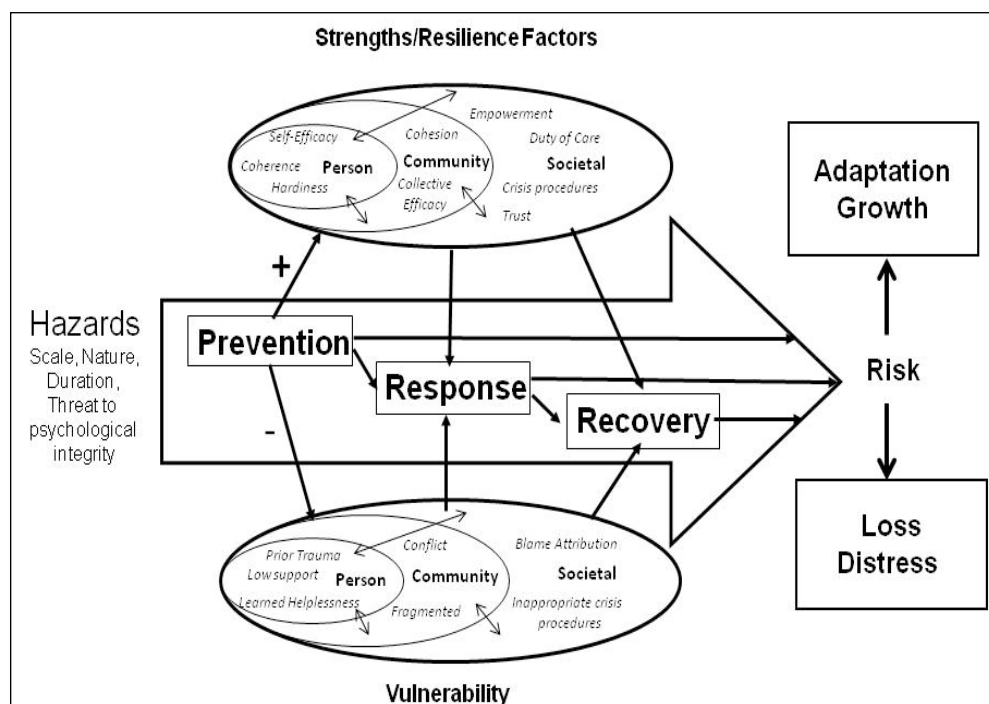 Strengths/Resilience Factors
Empowerment
Self-Efficacy
Cohesion
Duty of Care
Coherence
Person
Community
Societal
Hardiness
Collective
Efficacy
Crisis procedures
Trust
Adaptation
Growth
+
Hazards
Scale, Nature,
Duration,
Threat to
psychological
integrity
Prevention
Response
Recovery
Risk
-
Prior Trauma
Conflict
Blame Attribution
Low support
Person
Community
Societal
Learned Helplessness
Fragmented
Inappropriate crisis
procedures
Loss
Distress
Vulnerability